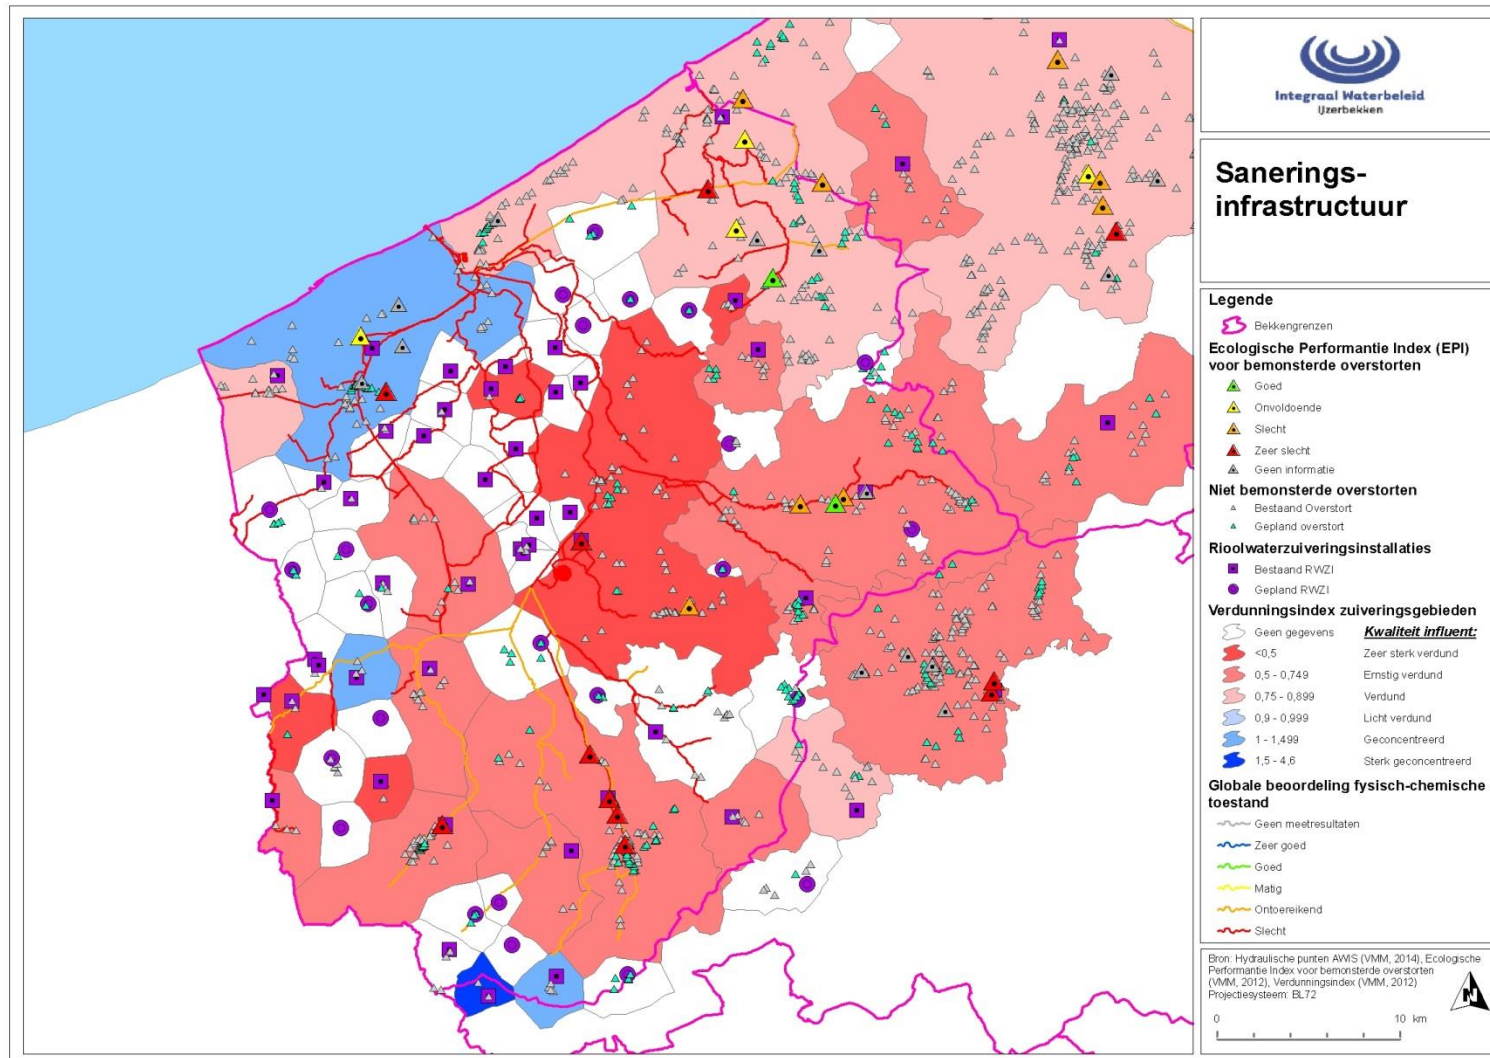 Integraal Waterbeleid
IJzerbekken
Sanerings-
infrastructuur
Legende
Bekkengrenzen
Ecologische Performantie Index (EPI)
voor bemonsterde overstorten
Goed
Onvoldoende
Slecht
Zeer slecht
Geen informatie
Niet bemonsterde overstorten
Bestaand Overstort
Gepland overstort
Rioolwaterzuiveringsinstallaties
Bestaand RWZI
Gepland RWZI
Verdunningsindex zuiveringsgebieden
Geen gegevens Kwaliteit influent:
<0,5 Zeer sterk verdund
0,5 - 0,749 Ernstig verdund
0,75 - 0,899 Verdund
0,9 - 0,999 Licht verdund
1 - 1,499 Geconcentreerd
1,5 - 4,6 Sterk geconcentreerd
Globale beoordeling fysisch-chemische
toestand
Geen meetresultaten
Zeer goed
Goed
Matig
Ontoereikend
Slecht
Bron: Hydraulische punten AWIS (VMM, 2014), Ecologische
Performantie Index voor bemonsterde overstorten
(VMM, 2012), Verdunningsindex (VMM, 2012)
Projectiesysteem: BL72
N
0 10 km